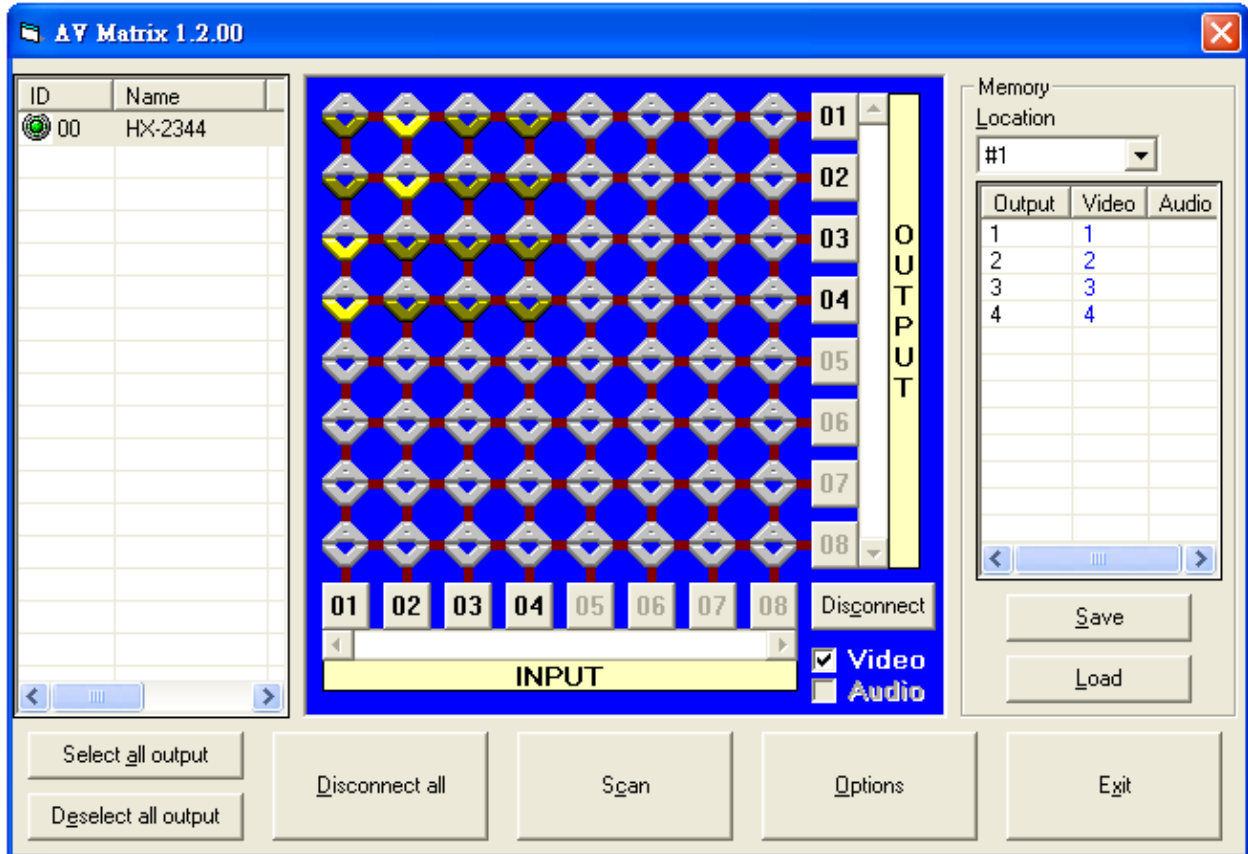 AV Matrix 1.2.00
ID Name
00 HX-2344
01
02
03
04
05
06
07
08
OUTPUT
01 02 03 04 05 06 07 08
INPUT
Disconnect
Video
Audio
Memory
Location
#1
Output Video Audio
1 1
2 2
3 3
4 4
Save
Load
Select all output
Deselect all output
Disconnect all
Scan
Options
Exit